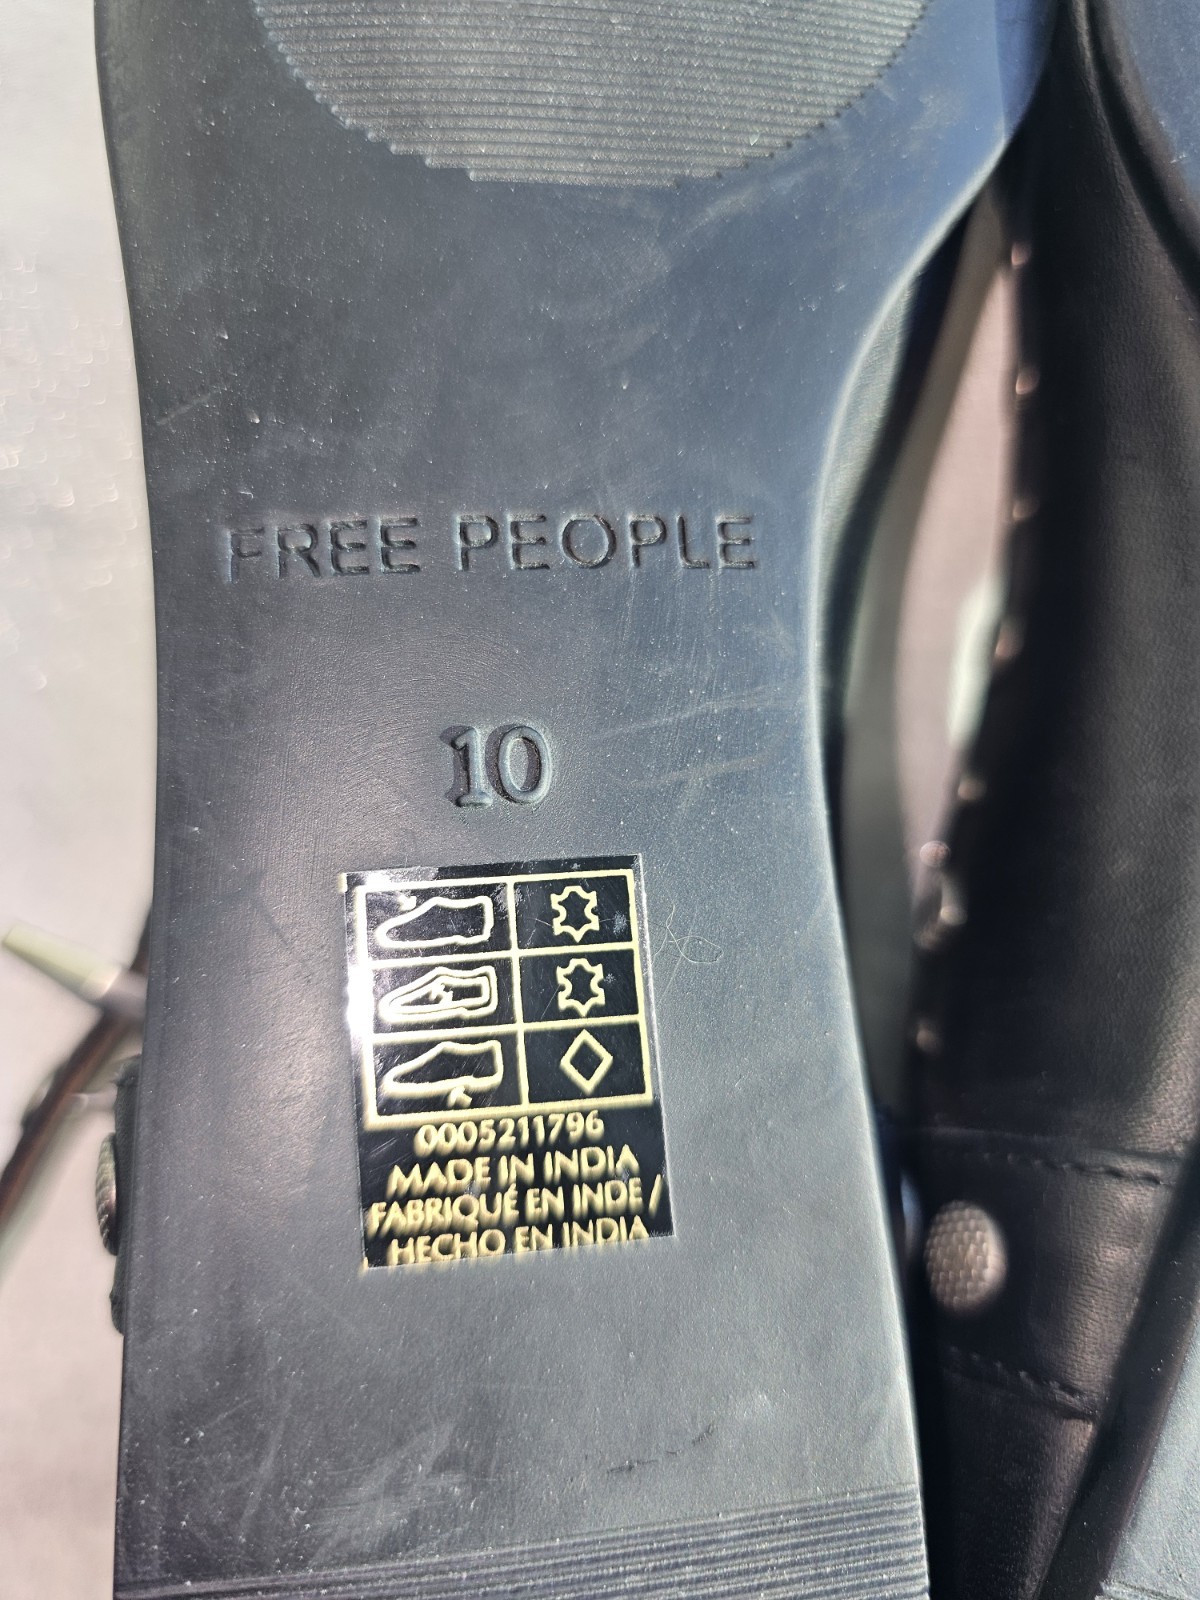 FREE PEOPLE
10
0005211796
MADE IN INDIA
FABRIQUÉ EN INDE /
HECHO EN INDIA